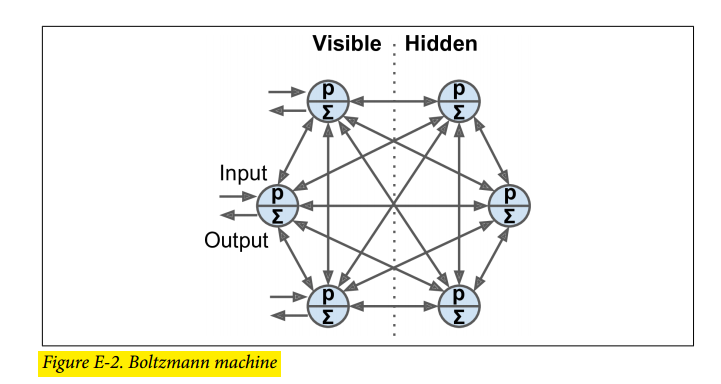 Visible Hidden
p p
Σ Σ
Input
p p
Σ Σ
Output
p p
Σ Σ
Figure E-2. Boltzmann machine